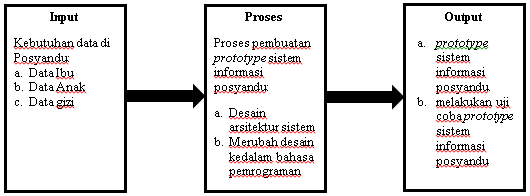 Input
Kebutuhan data di
Posyandu:
a. Data Ibu
b. Data Anak
c. Data gizi
Proses
Proses pembuatan
prototype sistem
informasi
posyandu:
a. Desain
arsitektur sistem
b. Merubah desain
kedalam bahasa
pemrograman
Output
a. prototype
sistem
informasi
posyandu
b. melakukan uji
coba prototype
sistem
informasi
posyandu